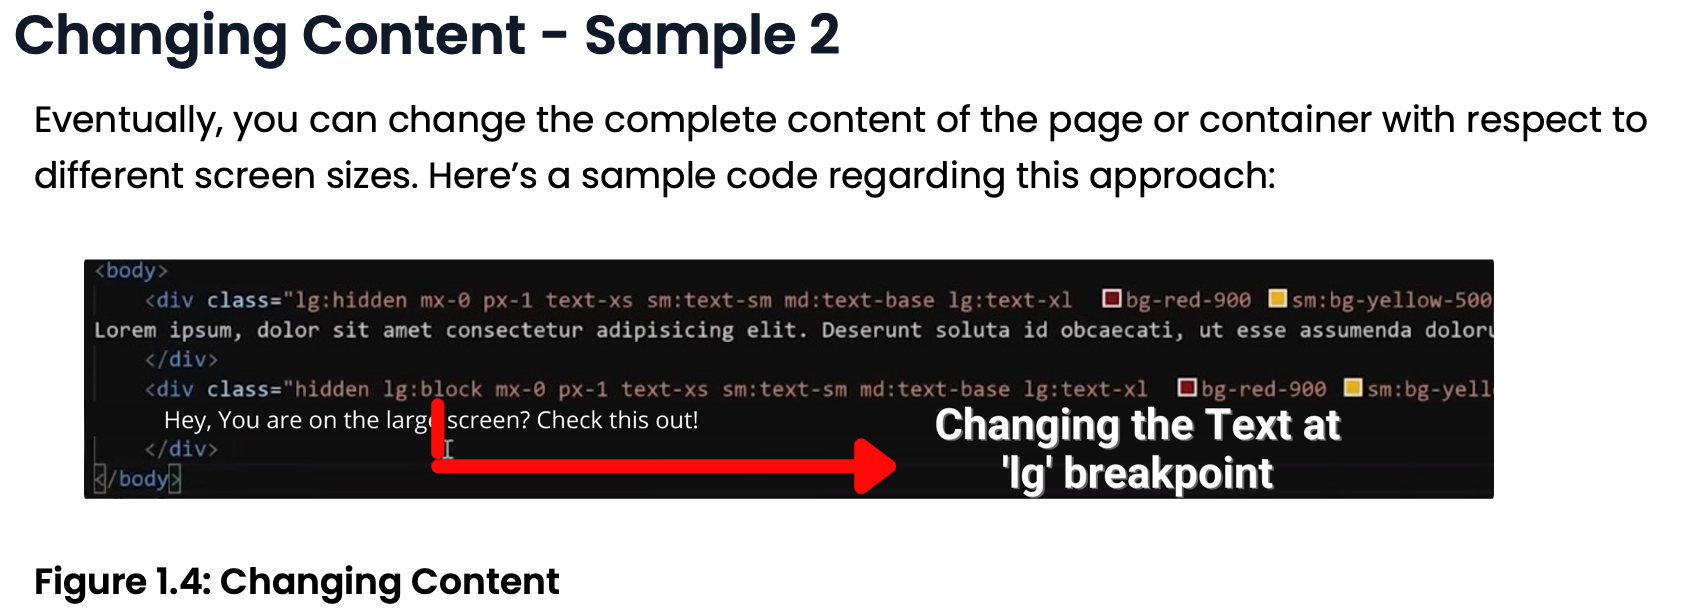 Changing Content - Sample 2
Eventually, you can change the complete content of the page or container with respect to
different screen sizes. Here’s a sample code regarding this approach:
<body>
<div class="lg:hidden mx-0 px-1 text-xs sm:text-sm md:text-base lg:text-xl bg-red-900 sm:bg-yellow-500
Lorem ipsum, dolor sit amet consectetur adipisicing elit. Deserunt soluta id obcaecati, ut esse assumenda
</div>
<div class="hidden lg:block mx-0 px-1 text-xs sm:text-sm md:text-base lg:text-xl bg-red-900 sm:bg-yell
Hey, You are on the large screen? Check this out!
</div>
</body>
Changing the Text at
'lg' breakpoint
Figure 1.4: Changing Content